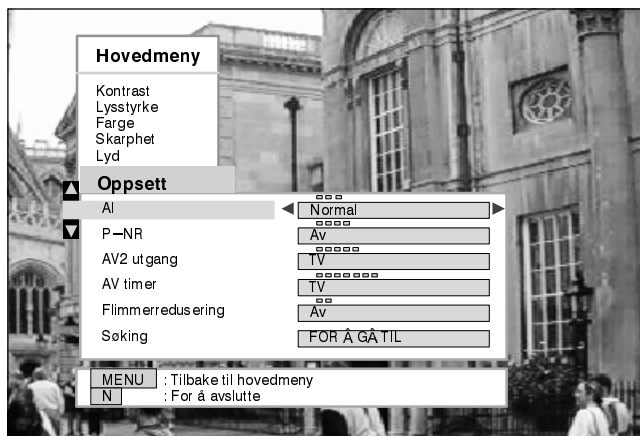 Hovedmeny
Kontrast
Lysstyrke
Farge
Skarphet
Lyd
Oppsett
AI Normal
P–NR Av
AV2 utgang TV
AV timer TV
Flimmerredusering Av
Søking FOR Â GÂ TIL
MENU : Tilbake til hovedmeny
N : For å avslutte